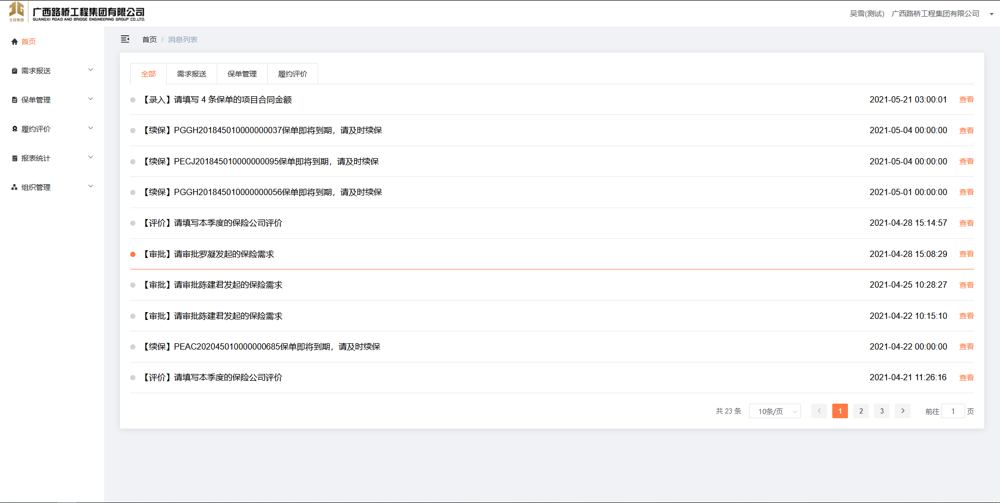 广西路桥工程集团有限公司
GUANGXI ROAD AND BRIDGE ENGINEERING GROUP CO.,LTD.
北投集团
吴雪(测试) 广西路桥工程集团有限公司
首页
需求报送
保单管理
履约评价
报表统计
组织管理
首页 / 消息列表
全部 需求报送 保单管理 履约评价
【录入】请填写 4 条保单的项目合同金额 2021-05-21 03:00:01 查看
【续保】PGGH201845010000000037保单即将到期，请及时续保 2021-05-04 00:00:00 查看
【续保】PECJ201845010000000095保单即将到期，请及时续保 2021-05-04 00:00:00 查看
【续保】PGGH201845010000000056保单即将到期，请及时续保 2021-05-01 00:00:00 查看
【评价】请填写本季度的保险公司评价 2021-04-28 15:14:57 查看
【审批】请审批罗凝发起的保险需求 2021-04-28 15:08:29 查看
【审批】请审批陈建君发起的保险需求 2021-04-25 10:28:27 查看
【审批】请审批陈建君发起的保险需求 2021-04-22 10:15:10 查看
【续保】PEAC202045010000000685保单即将到期，请及时续保 2021-04-22 00:00:00 查看
【评价】请填写本季度的保险公司评价 2021-04-21 11:26:16 查看
共 23 条 10条/页 1 2 3 前往 1 页